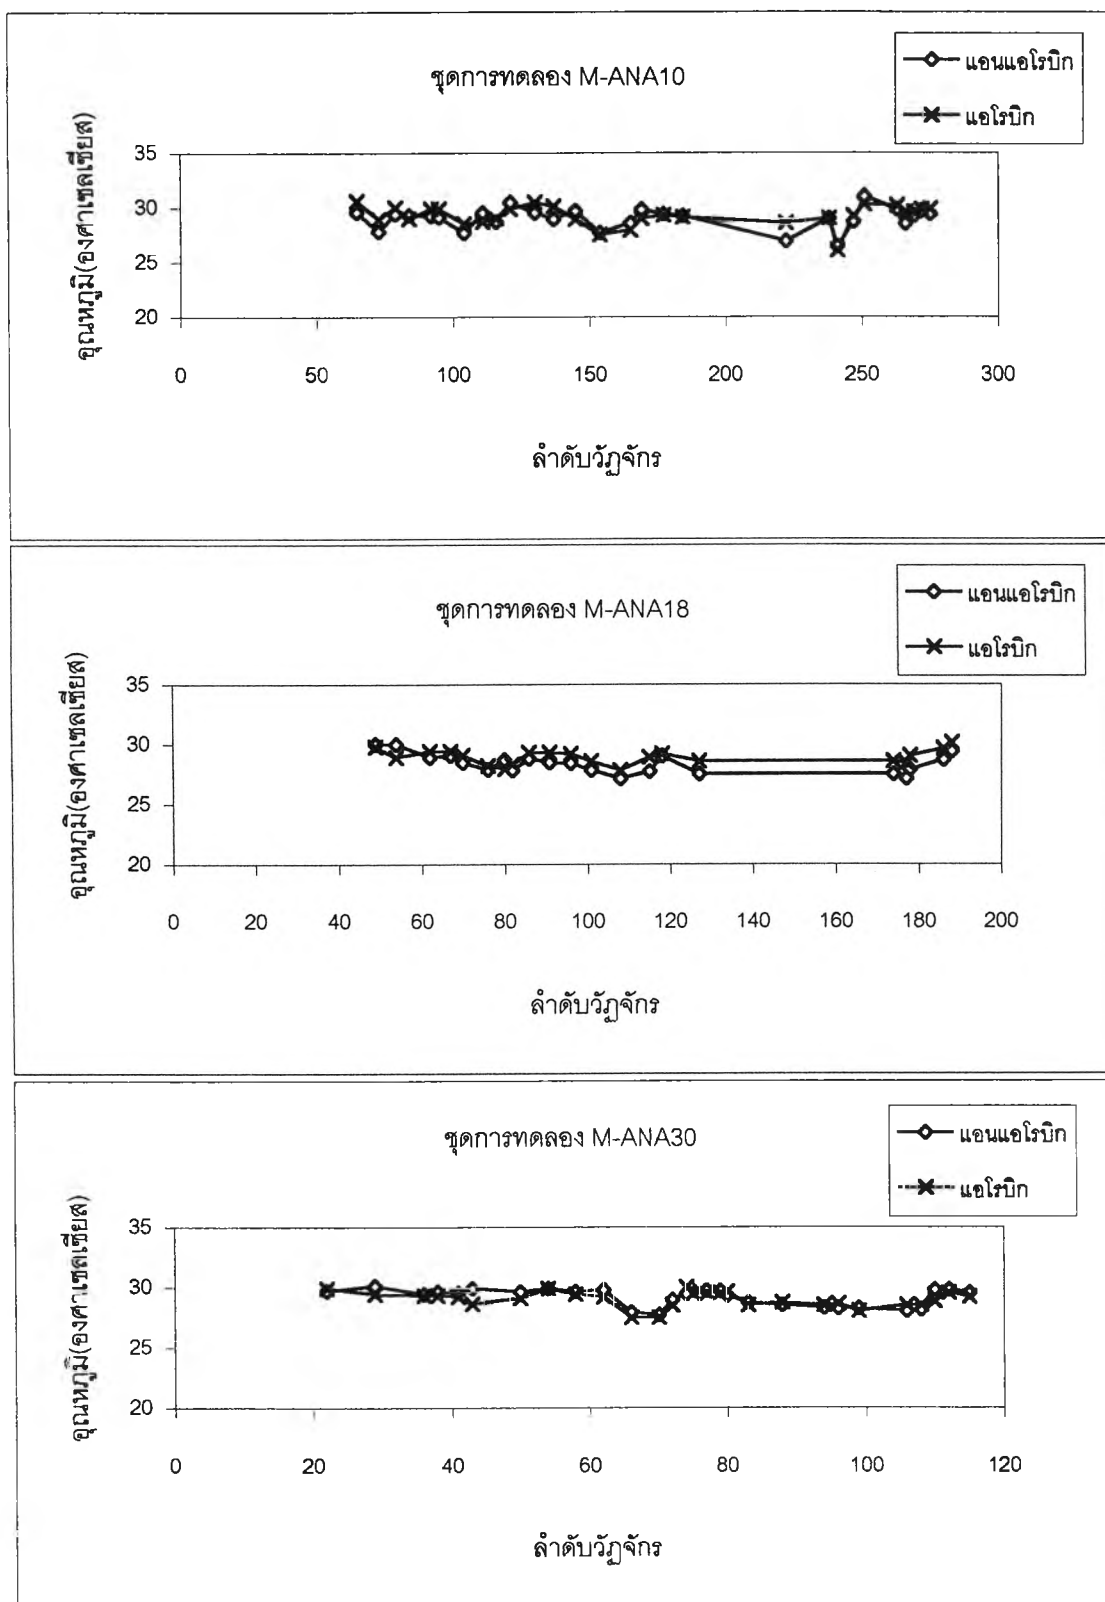 ชุดการทดลอง M-ANA10
แอนแอโรบิก
แอโรบิก
อุณหภูมิ(องศาเซลเซียส)
35
30
25
20
0 50 100 150 200 250 300
ลำดับวัฏจักร
ชุดการทดลอง M-ANA18
แอนแอโรบิก
แอโรบิก
อุณหภูมิ(องศาเซลเซียส)
35
30
25
20
0 20 40 60 80 100 120 140 160 180 200
ลำดับวัฏจักร
ชุดการทดลอง M-ANA30
แอนแอโรบิก
แอโรบิก
อุณหภูมิ(องศาเซลเซียส)
35
30
25
20
0 20 40 60 80 100 120
ลำดับวัฏจักร